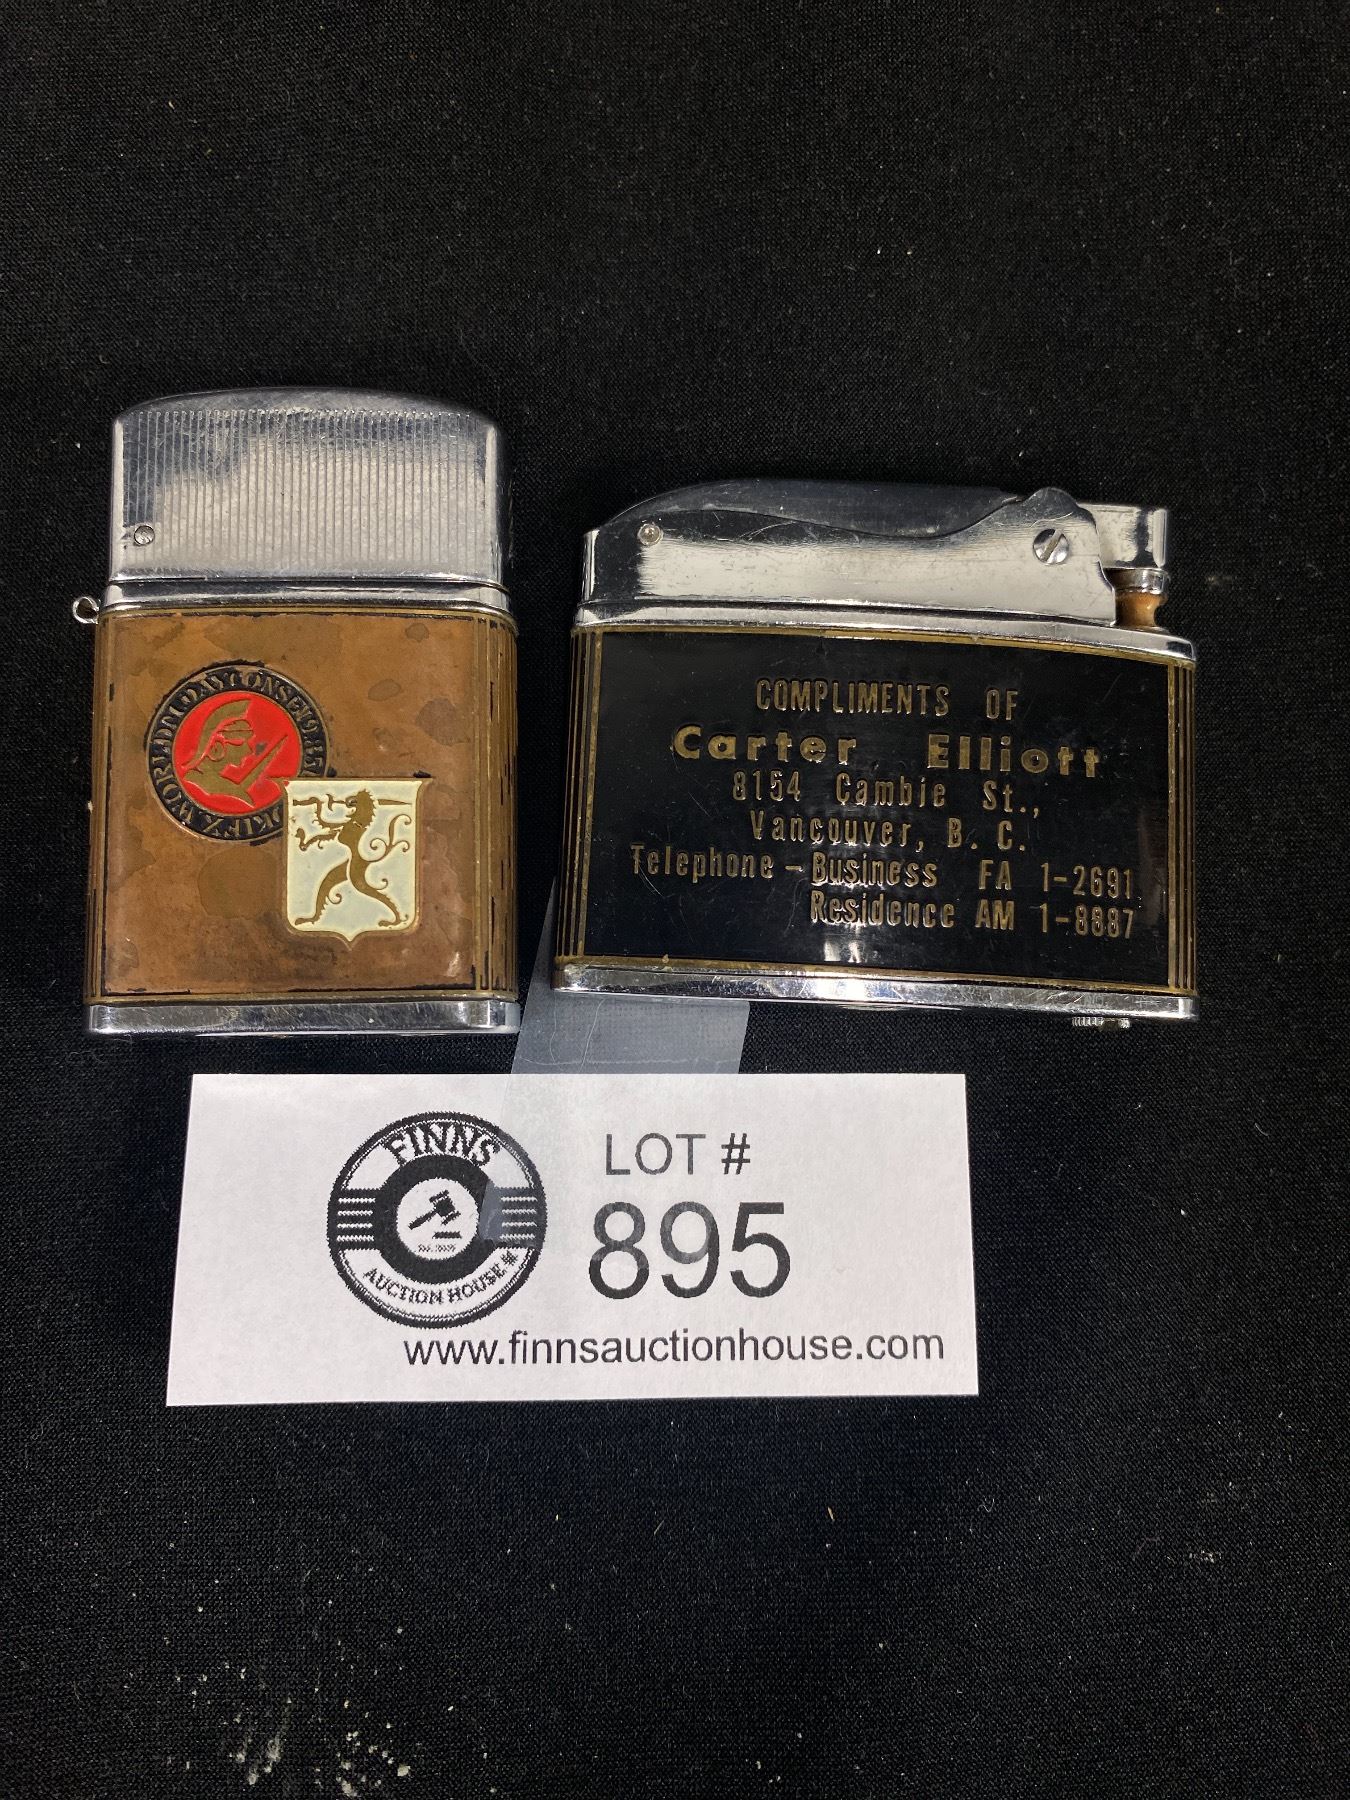 COMPLIMENTS OF
Carter Elliott
8154 Cambie St.,
Vancouver, B. C.
Telephone - Business FA 1-2691
Residence AM 1-8887
FINNS
AUCTION HOUSE
LOT #
895
www.finnsauctionhouse.com